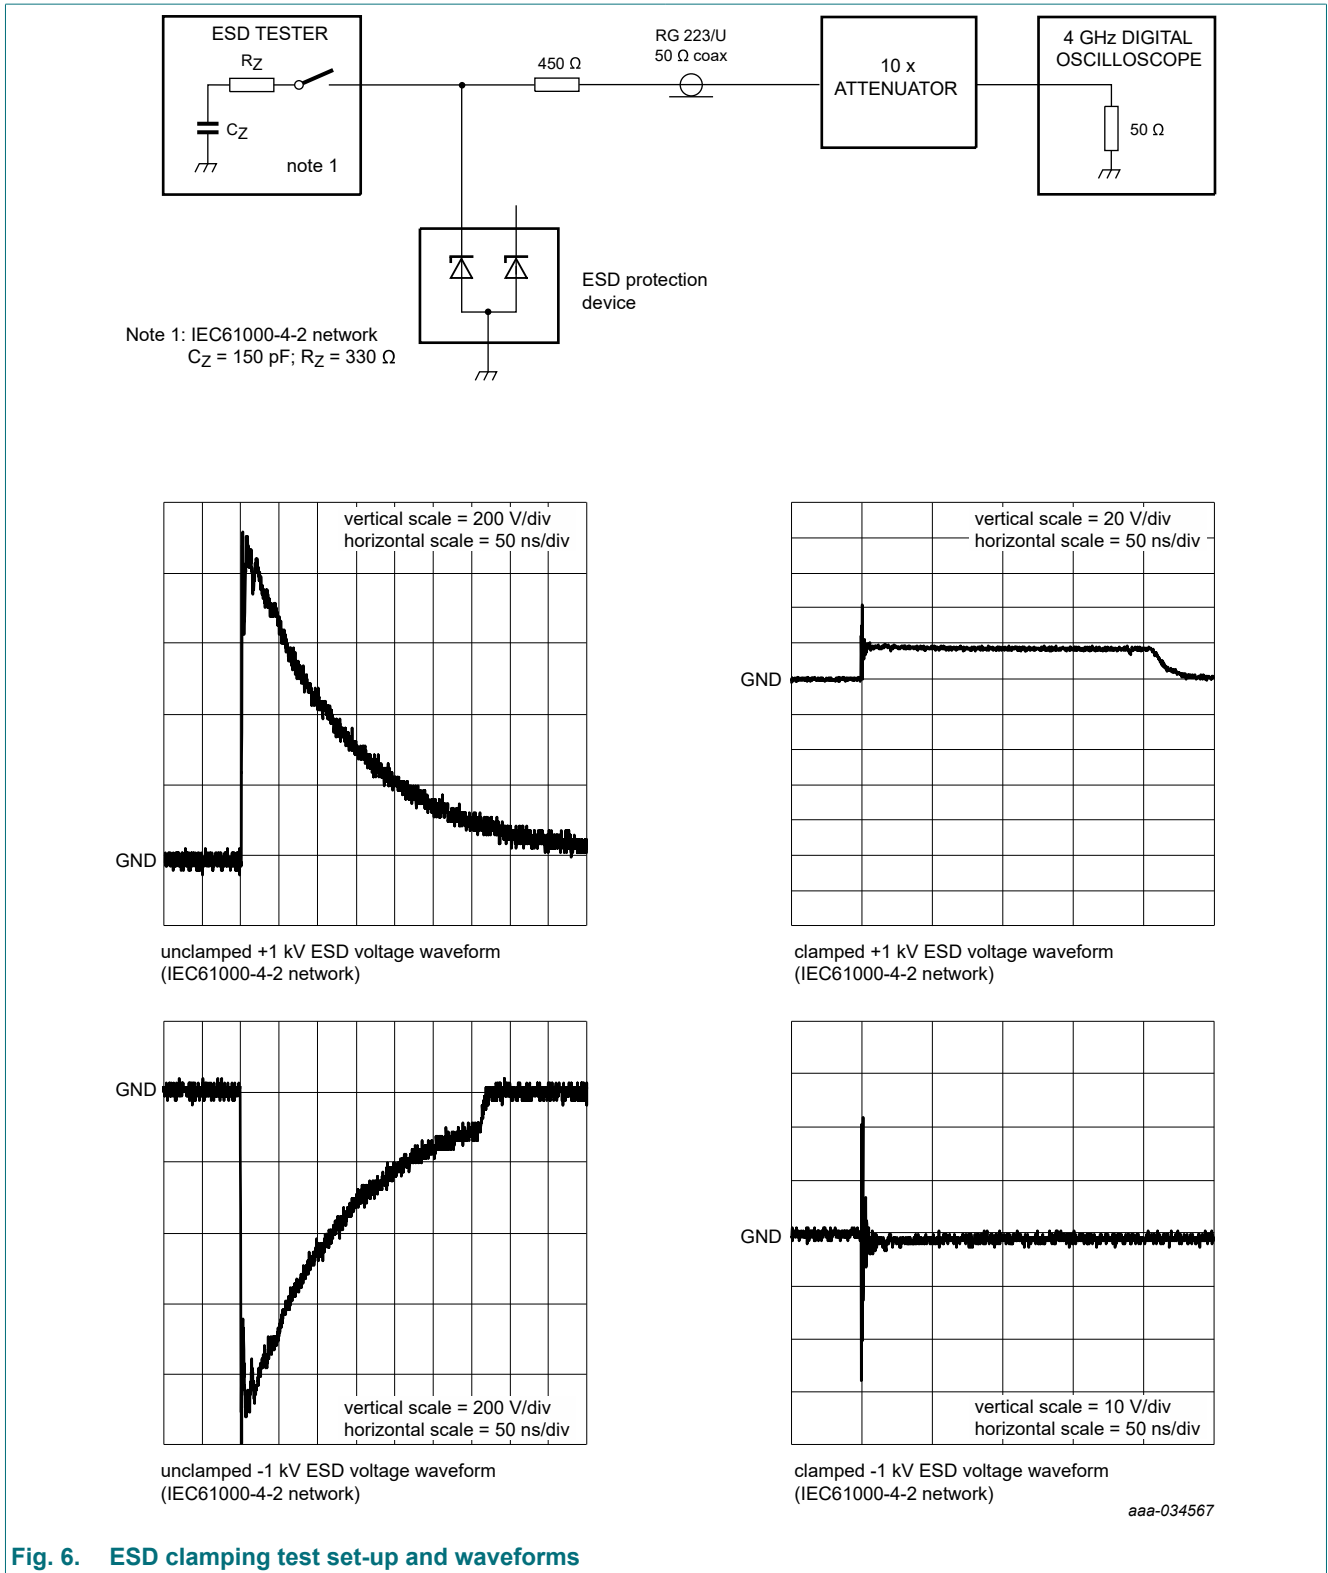 ESD TESTER
RZ
CZ
note 1
450 Ω
RG 223/U
50 Ω coax
10 x
ATTENUATOR
4 GHz DIGITAL
OSCILLOSCOPE
50 Ω
ESD protection
device
Note 1: IEC61000-4-2 network
CZ = 150 pF; RZ = 330 Ω
vertical scale = 200 V/div
horizontal scale = 50 ns/div
GND
unclamped +1 kV ESD voltage waveform
(IEC61000-4-2 network)
vertical scale = 20 V/div
horizontal scale = 50 ns/div
GND
clamped +1 kV ESD voltage waveform
(IEC61000-4-2 network)
GND
vertical scale = 200 V/div
horizontal scale = 50 ns/div
unclamped -1 kV ESD voltage waveform
(IEC61000-4-2 network)
GND
vertical scale = 10 V/div
horizontal scale = 50 ns/div
clamped -1 kV ESD voltage waveform
(IEC61000-4-2 network)
aaa-034567
Fig. 6. ESD clamping test set-up and waveforms